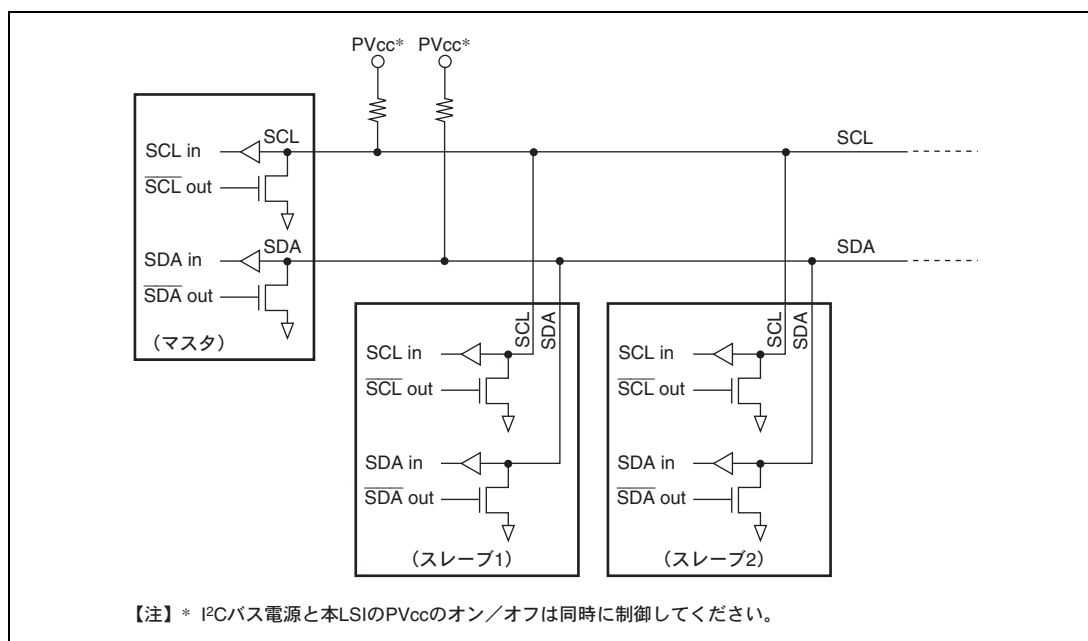 PVcc* PVcc*
SCL
SCL in
SCL out
SDA
SDA in
SDA out
（マスタ）
SCL
SDA
SCL
SDA
SCL in
SCL out
SDA in
SDA out
（スレーブ1）
SCL
SDA
SCL in
SCL out
SDA in
SDA out
（スレーブ2）
【注】* I²Cバス電源と本LSIのPVccのオン／オフは同時に制御してください。